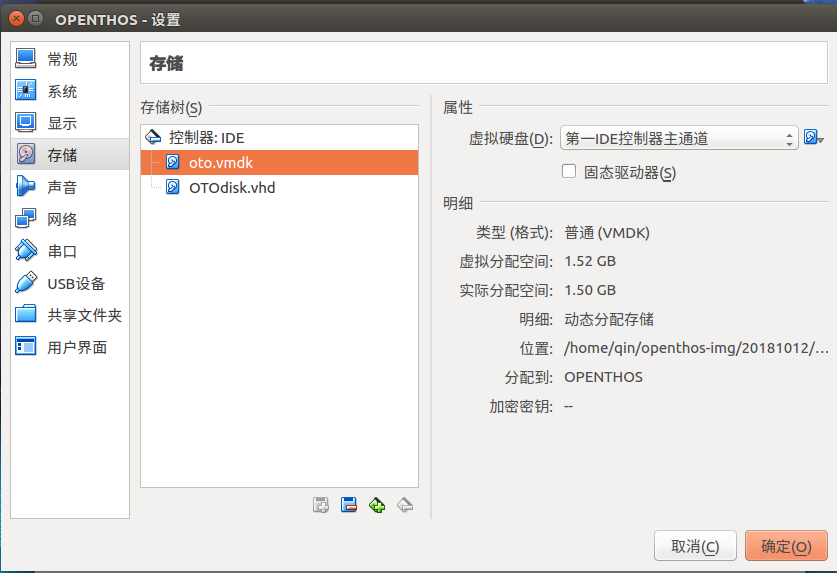 OPENTHOS - 设置
常规
系统
显示
存储
声音
网络
串口
USB设备
共享文件夹
用户界面
存储
存储树(S)
控制器: IDE
oto.vmdk
OTOdisk.vhd
属性
虚拟硬盘(D): 第一IDE控制器主通道
固态驱动器(S)
明细
类型 (格式): 普通 (VMDK)
虚拟分配空间: 1.52 GB
实际分配空间: 1.50 GB
明细: 动态分配存储
位置: /home/qin/openthos-img/20181012/...
分配到: OPENTHOS
加密密钥: --
取消(C)
确定(O)